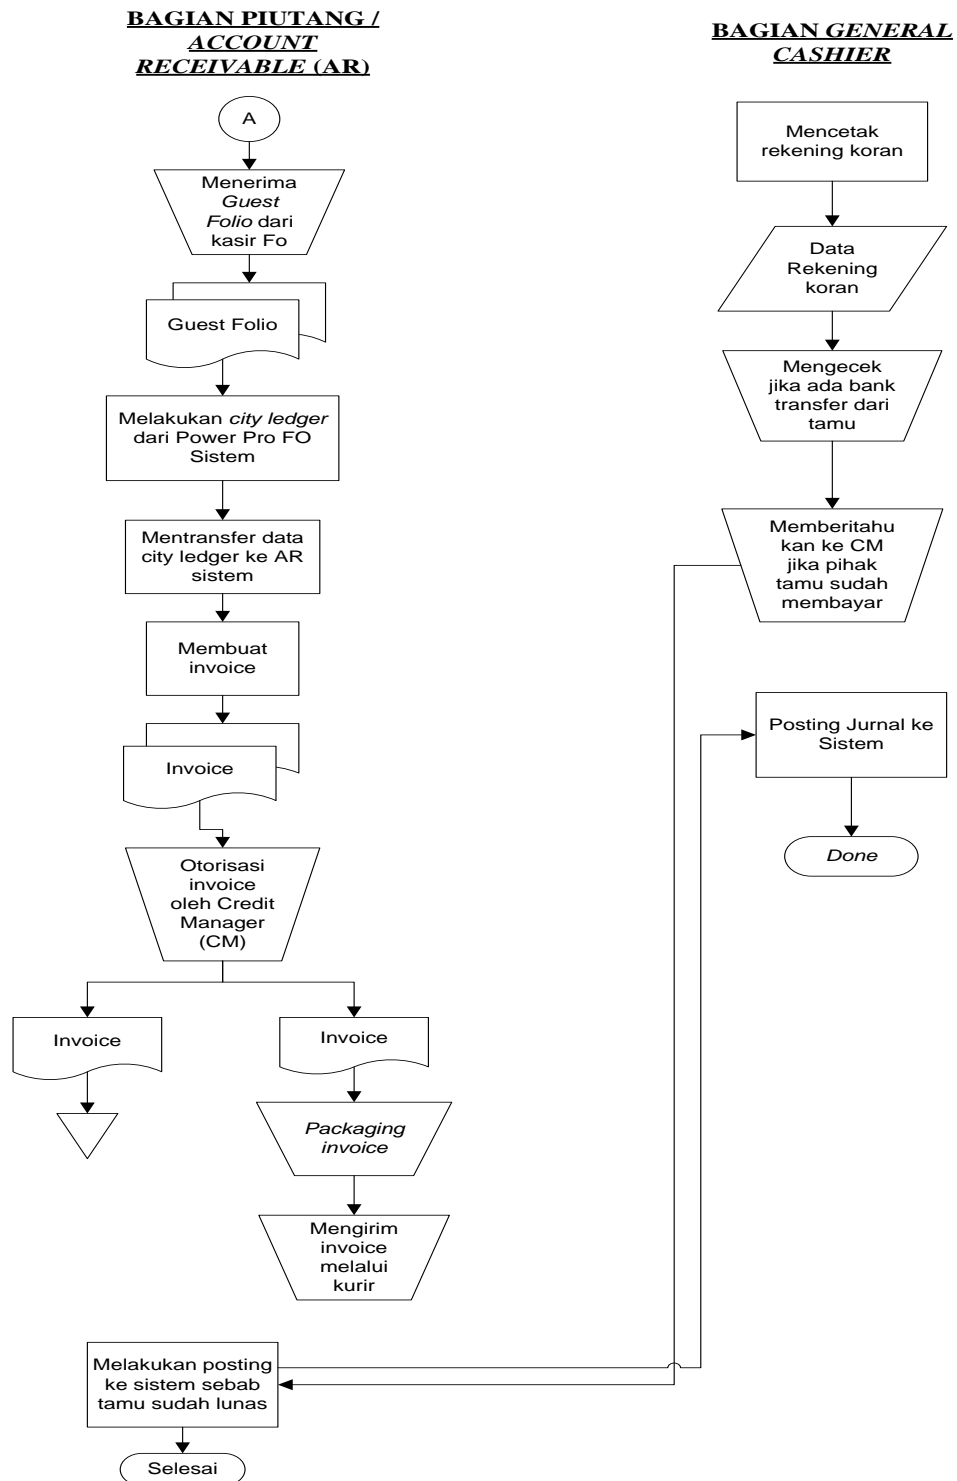 BAGIAN PIUTANG /
ACCOUNT
RECEIVABLE (AR)
A
Menerima
Guest
Folio dari
kasir Fo
Guest Folio
Melakukan city ledger
dari Power Pro FO
Sistem
Mentransfer data
city ledger ke AR
sistem
Membuat
invoice
Invoice
Otorisasi
invoice
oleh Credit
Manager
(CM)
Invoice
Invoice
Packaging
invoice
Mengirim
invoice
melalui
kurir
Melakukan posting
ke sistem sebab
tamu sudah lunas
Selesai
BAGIAN GENERAL
CASHIER
Mencetak
rekening koran
Data
Rekening
koran
Mengecek
jika ada bank
transfer dari
tamu
Memberitahu
kan ke CM
jika pihak
tamu sudah
membayar
Posting Jurnal ke
Sistem
Done